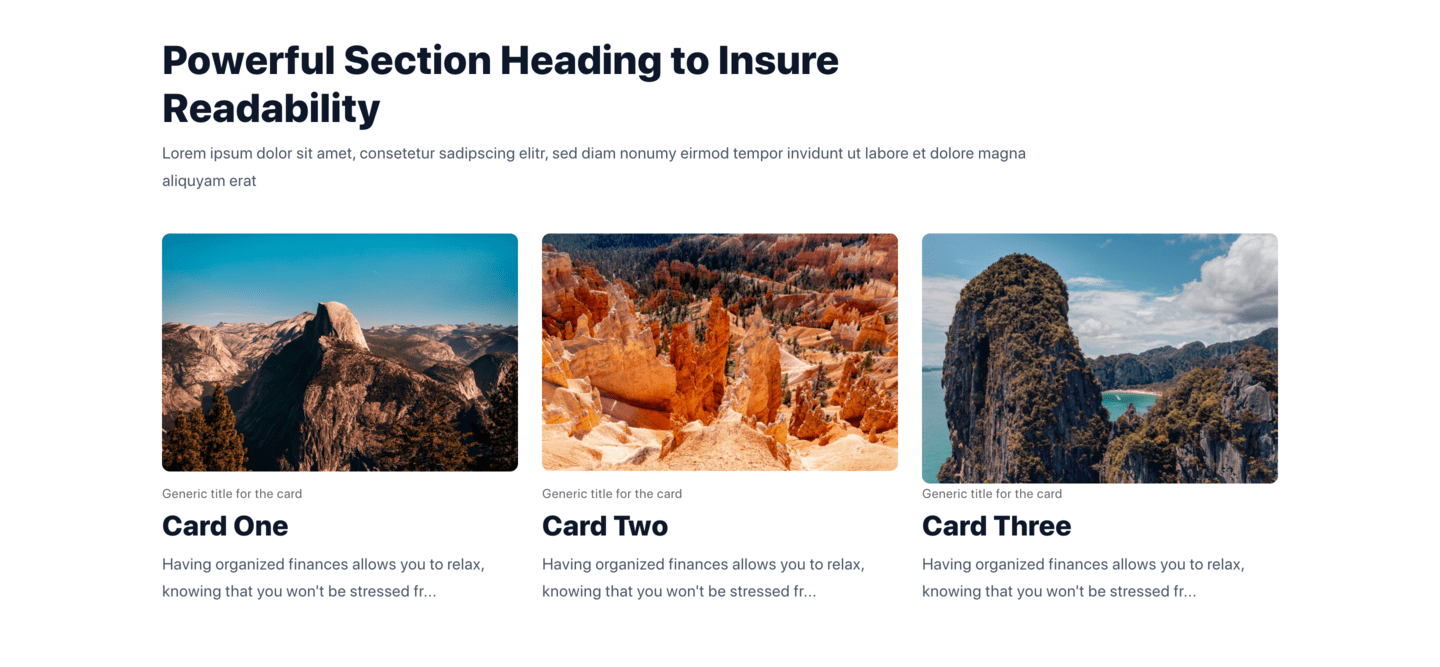 Powerful Section Heading to Insure
Readability
Lorem ipsum dolor sit amet, consetetur sadipscing elitr, sed diam nonumy eirmod tempor invidunt ut labore et dolore magna
aliquyam erat
Generic title for the card
Card One
Having organized finances allows you to relax,
knowing that you won't be stressed fr...
Generic title for the card
Card Two
Having organized finances allows you to relax,
knowing that you won't be stressed fr...
Generic title for the card
Card Three
Having organized finances allows you to relax,
knowing that you won't be stressed fr...